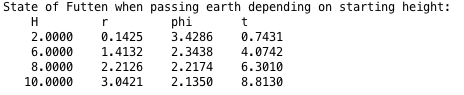 State of Futten when passing earth depending on starting height:
H r phi t
2.0000 0.1425 3.4286 0.7431
6.0000 1.4132 2.3438 4.0742
8.0000 2.2126 2.2174 6.3010
10.0000 3.0421 2.1350 8.8130